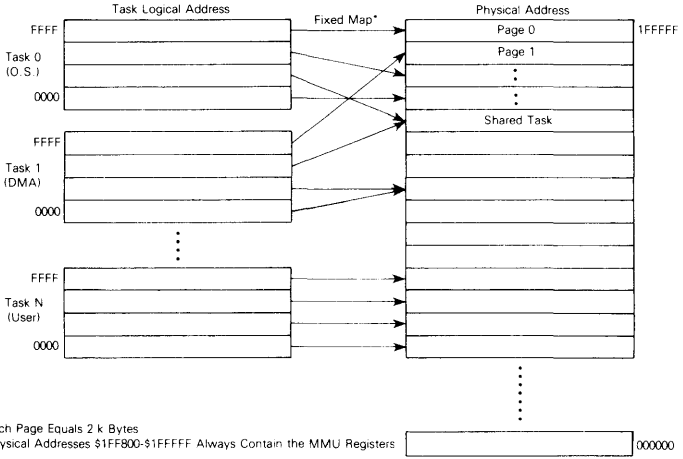 Task Logical Address
Fixed Map*
Physical Address
FFFF
Page 0
1FFFFF
Task 0
(O.S.)
Page 1
0000
Shared Task
FFFF
Task 1
(DMA)
0000
FFFF
Task N
(User)
0000
ch Page Equals 2 k Bytes
ysical Addresses $1FF800-$1FFFFF Always Contain the MMU Registers
000000